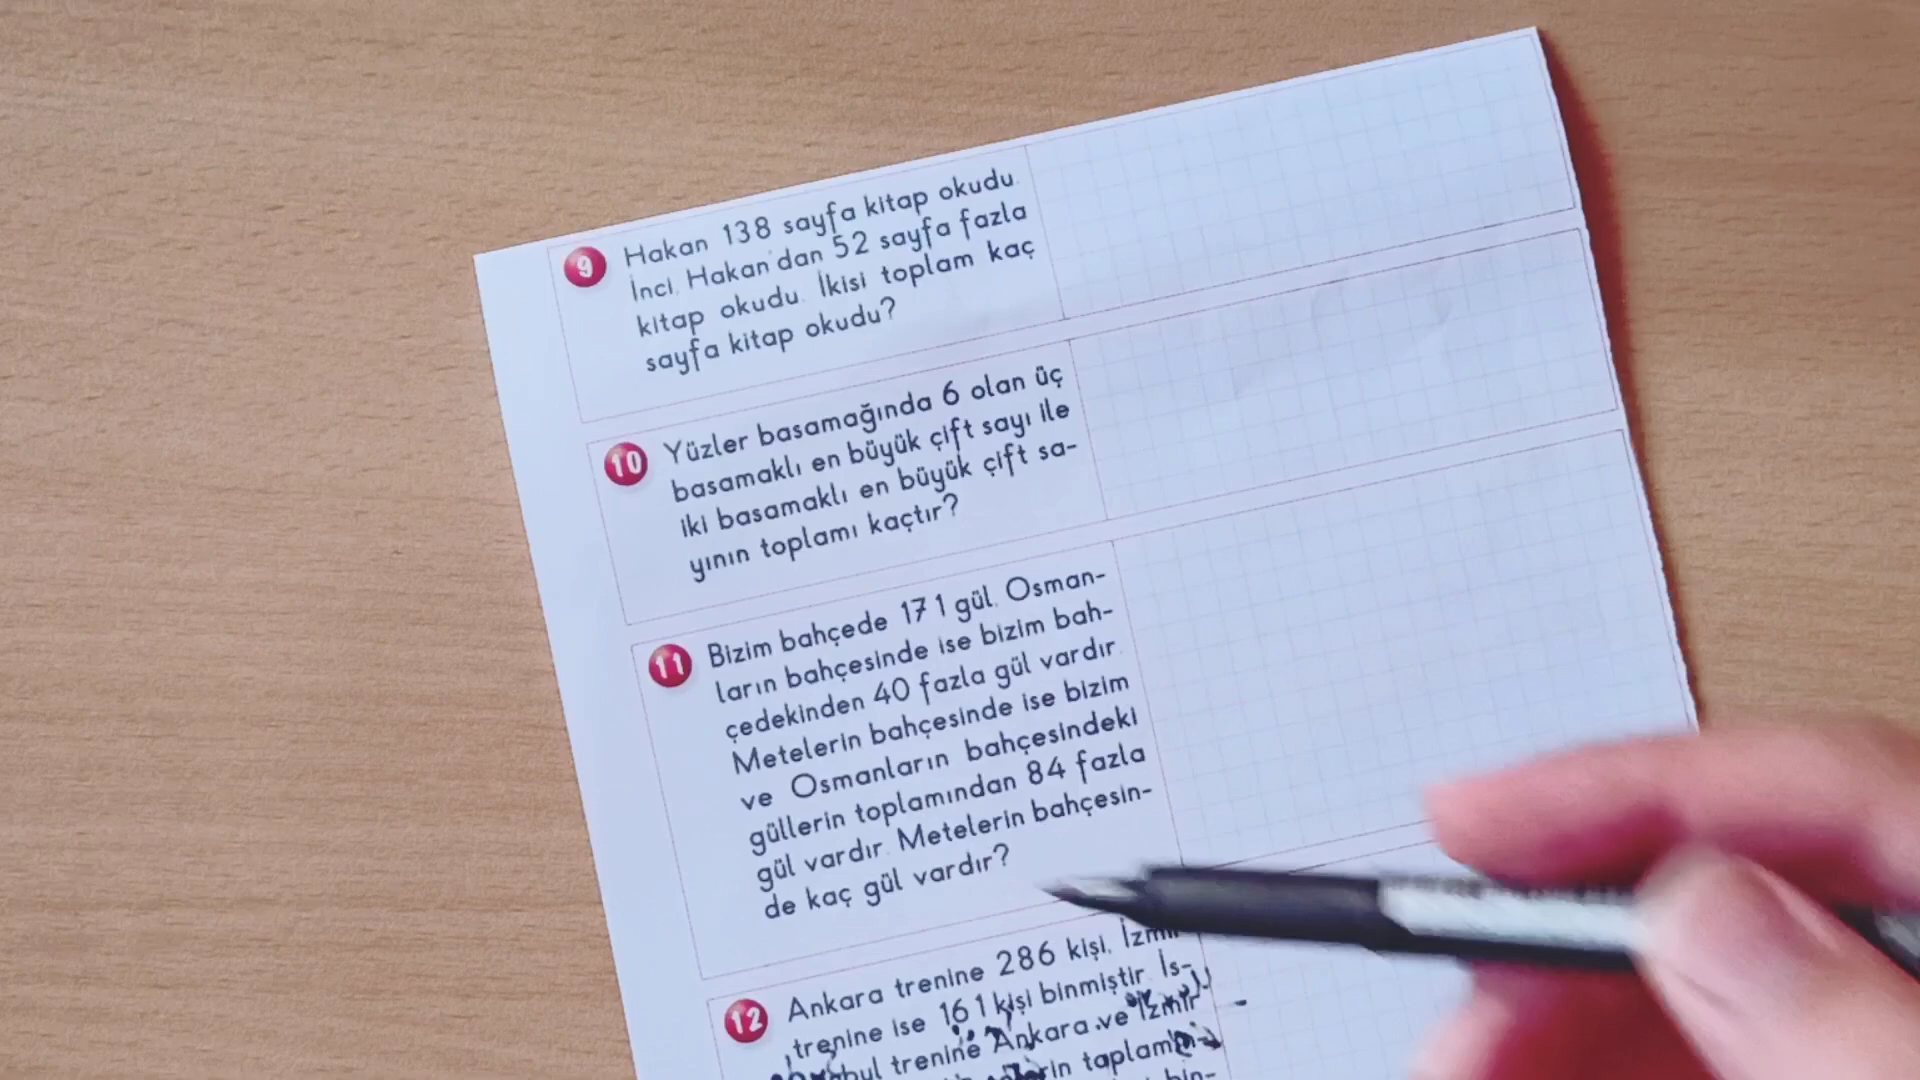 9
Hakan 138 sayfa kitap okudu.
İnci, Hakan'dan 52 sayfa fazla
kitap okudu. İkisi toplam kaç
sayfa kitap okudu?
10
Yüzler basamağında 6 olan üç
basamaklı en büyük çift sayı ile
iki basamaklı en büyük çift sa-
yının toplamı kaçtır?
11
Bizim bahçede 171 gül, Osman-
ların bahçesinde ise bizim bah-
çedekinden 40 fazla gül vardır.
Metelerin bahçesinde ise bizim
ve Osmanların bahçesindeki
güllerin toplamından 84 fazla
gül vardır. Metelerin bahçesin-
de kaç gül vardır?
12
Ankara trenine 286 kişi, İzmir
trenine ise 161 kişi binmiştir. İs-
trenine Ankara ve İzmir